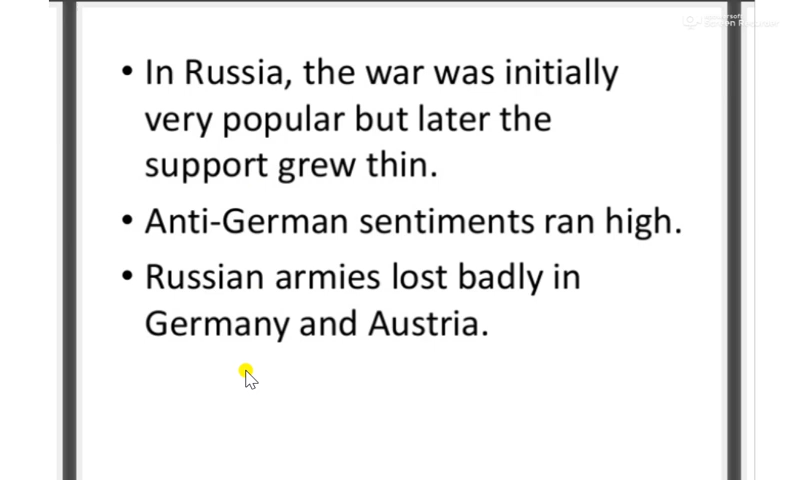 • In Russia, the war was initially
very popular but later the
support grew thin.
• Anti-German sentiments ran high.
• Russian armies lost badly in
Germany and Austria.